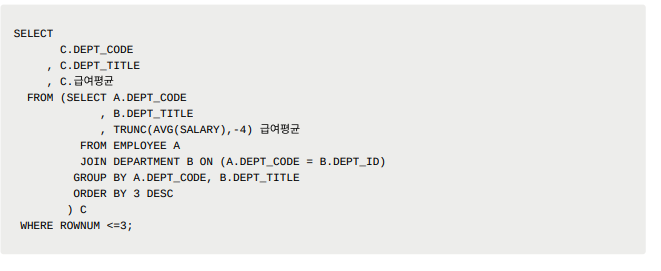 SELECT
C.DEPT_CODE
, C.DEPT_TITLE
, C.급여평균
FROM (SELECT A.DEPT_CODE
, B.DEPT_TITLE
, TRUNC(AVG(SALARY),-4) 급여평균
FROM EMPLOYEE A
JOIN DEPARTMENT B ON (A.DEPT_CODE = B.DEPT_ID)
GROUP BY A.DEPT_CODE, B.DEPT_TITLE
ORDER BY 3 DESC
) C
WHERE ROWNUM <=3;